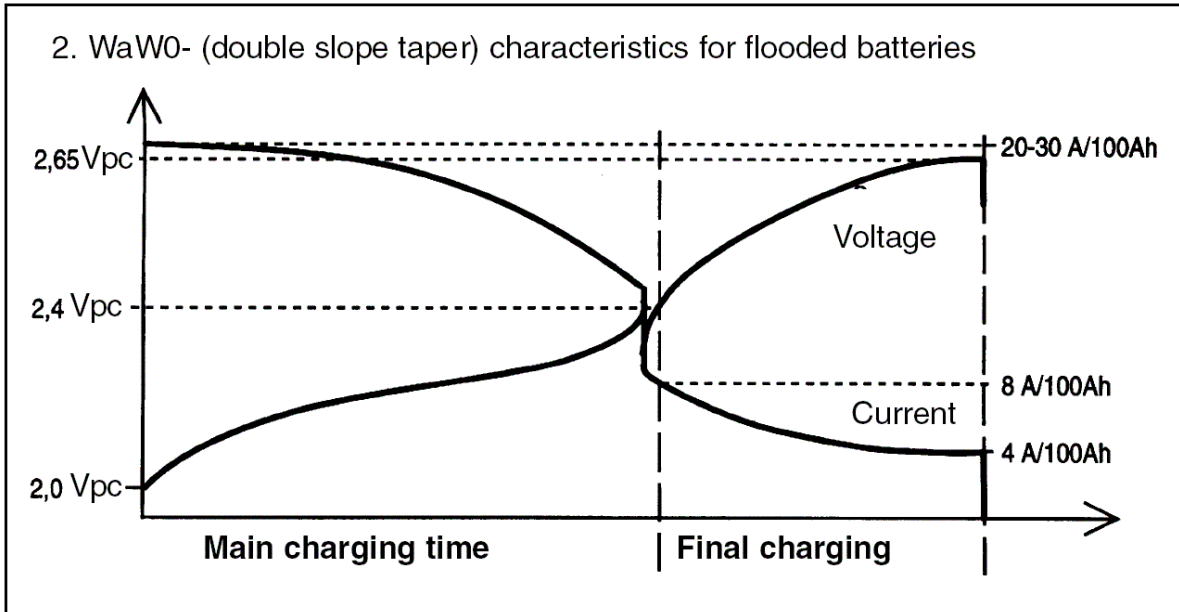 2. WaW0- (double slope taper) characteristics for flooded batteries
2,65 Vpc
20-30 A/100Ah
Voltage
2,4 Vpc
8 A/100Ah
Current
4 A/100Ah
2,0 Vpc
Main charging time
Final charging